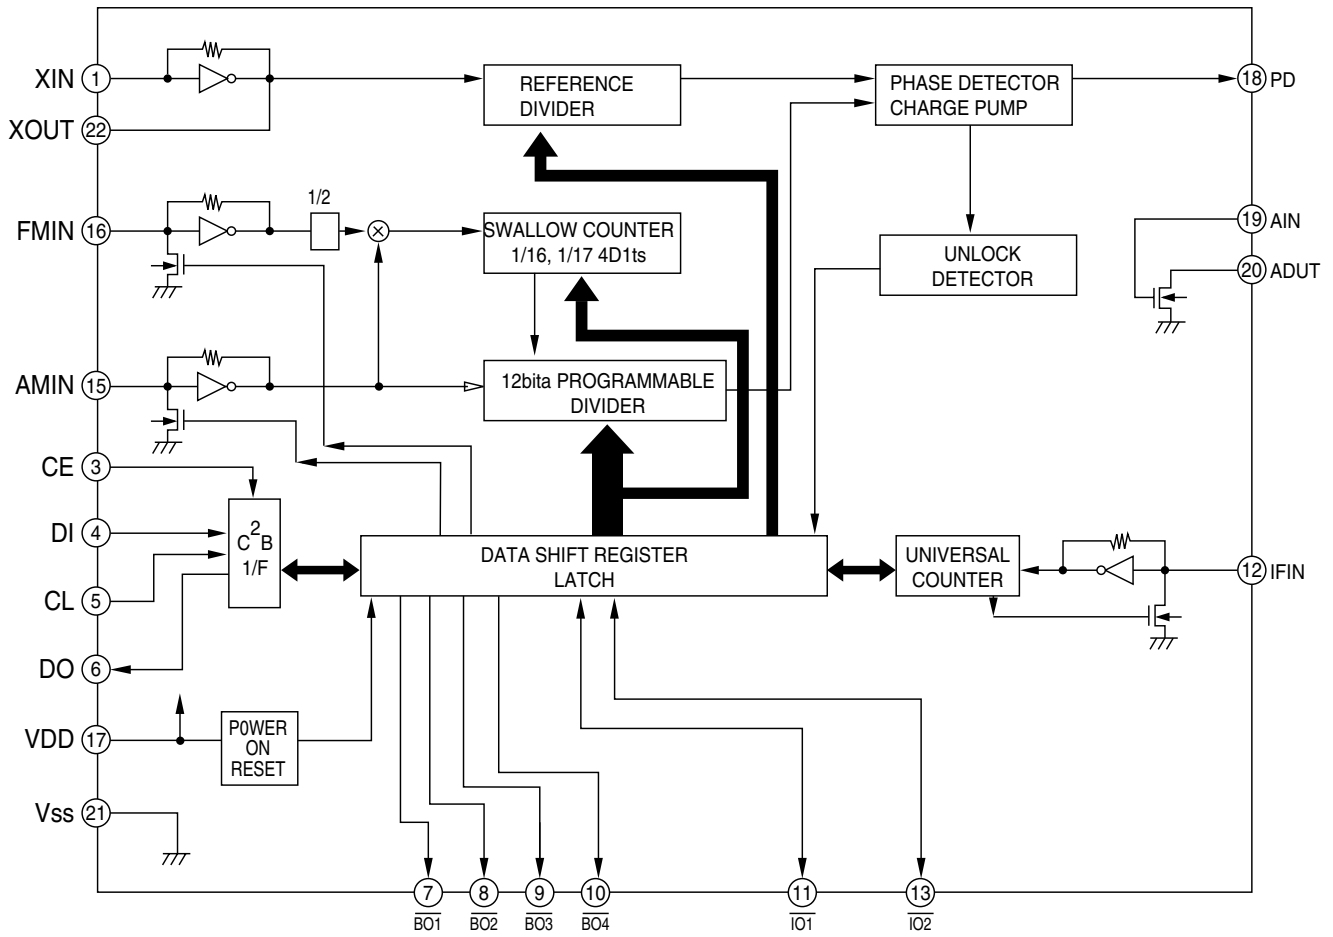 XIN 1
REFERENCE
DIVIDER
PHASE DETECTOR
CHARGE PUMP
18 PD
XOUT 22
1/2
FMIN 16
SWALLOW COUNTER
1/16, 1/17 4D1ts
19 AIN
UNLOCK
DETECTOR
20 ADUT
AMIN 15
12bita PROGRAMMABLE
DIVIDER
CE 3
DI 4
C2B
1/F
DATA SHIFT REGISTER
LATCH
UNIVERSAL
COUNTER
12 IFIN
CL 5
DO 6
VDD 17
P0WER
ON
RESET
Vss 21
7
8
9
10
11
13
BO1
BO2
BO3
BO4
IO1
IO2